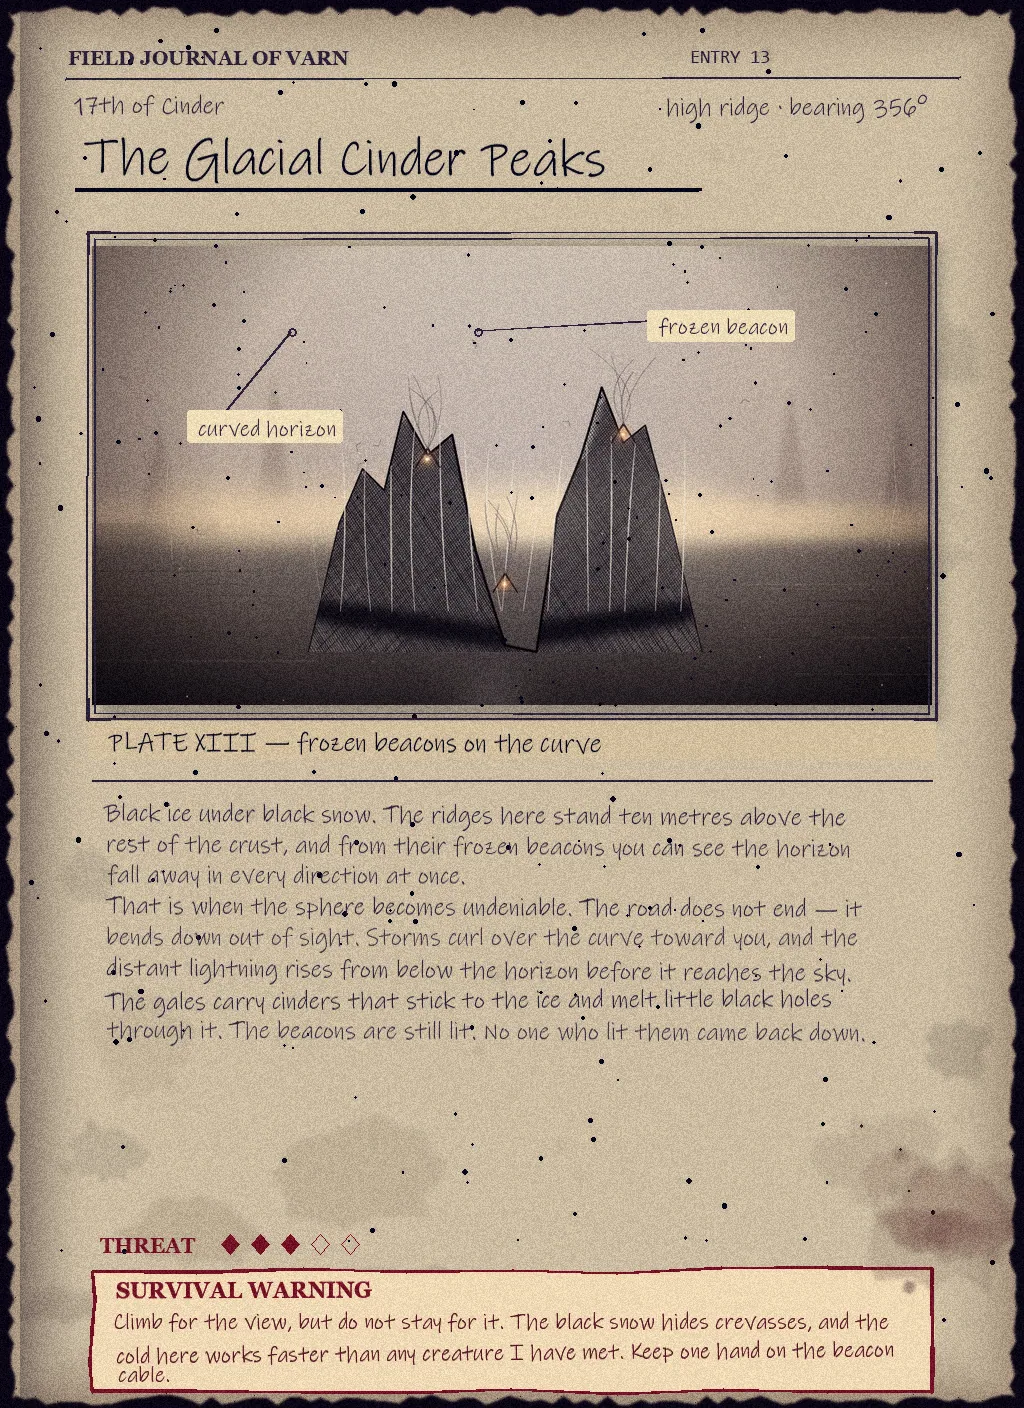 FIELD JOURNAL OF VARN
ENTRY 13
17th of Cinder
high ridge · bearing 356°
The Glacial Cinder Peaks
frozen beacon
curved horizon
PLATE XIII — frozen beacons on the curve
Black ice under black snow. The ridges here stand ten metres above the
rest of the crust, and from their frozen beacons you can see the horizon
fall away in every direction at once.
That is when the sphere becomes undeniable. The road does not end — it
bends down out of sight. Storms curl over the curve toward you, and the
distant lightning rises from below the horizon before it reaches the sky.
The gales carry cinders that stick to the ice and melt little black holes
through it. The beacons are still lit. No one who lit them came back down.
THREAT
SURVIVAL WARNING
Climb for the view, but do not stay for it. The black snow hides crevasses, and the
cold here works faster than any creature I have met. Keep one hand on the beacon
cable.